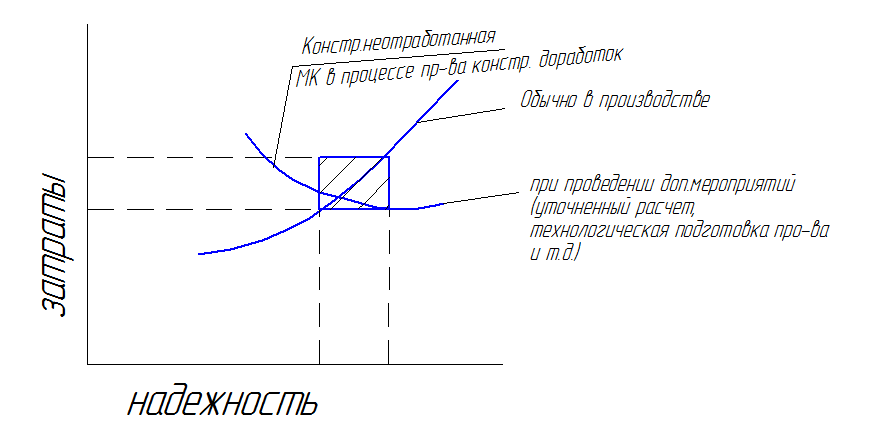 Констр.неотработанная
МК в процессе пр-ва констр. доработок
Обычно в производстве
при проведении доп.мероприятий
(уточненный расчет,
технологическая подготовка про-ва
и т.д.)
затраты
надежность